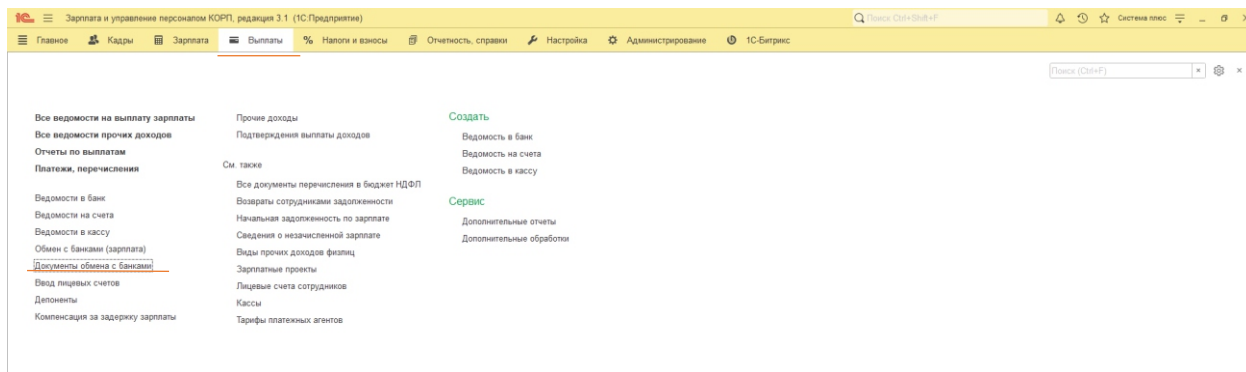 1С Зарплата и управление персоналом КОРП, редакция 3.1 (1С:Предприятие) Поиск Ctrl+Shift+F Система плюс
Главное Кадры Зарплата Выплаты Налоги и взносы Отчетность, справки Настройка Администрирование 1С-Битрикс
Поиск (Ctrl+F)
Все ведомости на выплату зарплаты
Все ведомости прочих доходов
Отчеты по выплатам
Платежи, перечисления
Ведомости в банк
Ведомости на счета
Ведомости в кассу
Обмен с банками (зарплата)
Документы обмена с банками
Ввод лицевых счетов
Депоненты
Компенсация за задержку зарплаты
Прочие доходы
Подтверждения выплаты доходов
См. также
Все документы перечисления в бюджет НДФЛ
Возвраты сотрудниками задолженности
Начальная задолженность по зарплате
Сведения о незачисленной зарплате
Виды прочих доходов физлиц
Зарплатные проекты
Лицевые счета сотрудников
Кассы
Тарифы платежных агентов
Создать
Ведомость в банк
Ведомость на счета
Ведомость в кассу
Сервис
Дополнительные отчеты
Дополнительные обработки